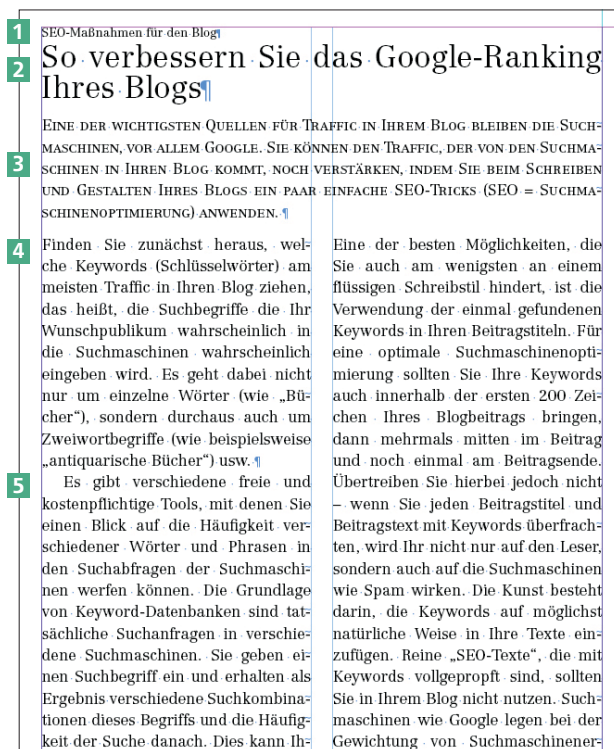 1
SEO-Maßnahmen für den Blog¶
2
So verbessern Sie das Google-Ranking
Ihres Blogs¶
3
Eine der wichtigsten Quellen für Traffic in Ihrem Blog bleiben die Such-
maschinen, vor allem Google. Sie können den Traffic, der von den Suchma-
schinen in Ihren Blog kommt, noch verstärken, indem Sie beim Schreiben
und Gestalten Ihres Blogs ein paar einfache SEO-Tricks (SEO = Suchma-
schinenoptimierung) anwenden.¶
4
Finden Sie zunächst heraus, wel-
che Keywords (Schlüsselwörter) am
meisten Traffic in Ihren Blog ziehen,
das heißt, die Suchbegriffe die Ihr
Wunschpublikum wahrscheinlich in
die Suchmaschinen wahrscheinlich
eingeben wird. Es geht dabei nicht
nur um einzelne Wörter (wie „Bü-
cher“), sondern durchaus auch um
Zweiwortbegriffe (wie beispielsweise
„antiquarische Bücher“) usw.¶
5
Es gibt verschiedene freie und
kostenpflichtige Tools, mit denen Sie
einen Blick auf die Häufigkeit ver-
schiedener Wörter und Phrasen in
den Suchabfragen der Suchmaschi-
nen werfen können. Die Grundlage
von Keyword-Datenbanken sind tat-
sächliche Suchanfragen in verschie-
dene Suchmaschinen. Sie geben ei-
nen Suchbegriff ein und erhalten als
Ergebnis verschiedene Suchkombina-
tionen dieses Begriffs und die Häufig-
keit der Suche danach. Dies kann Ih-
Eine der besten Möglichkeiten, die
Sie auch am wenigsten an einem
flüssigen Schreibstil hindert, ist die
Verwendung der einmal gefundenen
Keywords in Ihren Beitragstiteln. Für
eine optimale Suchmaschinenopti-
mierung sollten Sie Ihre Keywords
auch innerhalb der ersten 200 Zei-
chen Ihres Blogbeitrags bringen,
dann mehrmals mitten im Beitrag
und noch einmal am Beitragsende.
Übertreiben Sie hierbei jedoch nicht
– wenn Sie jeden Beitragstitel und
Beitragstext mit Keywords überfrach-
ten, wird Ihr nicht nur auf den Leser,
sondern auch auf die Suchmaschinen
wie Spam wirken. Die Kunst besteht
darin, die Keywords auf möglichst
natürliche Weise in Ihre Texte ein-
zufügen. Reine „SEO-Texte“, die mit
Keywords vollgepropft sind, sollten
Sie in Ihrem Blog nicht nutzen. Such-
maschinen wie Google legen bei der
Gewichtung von Suchmaschinener-